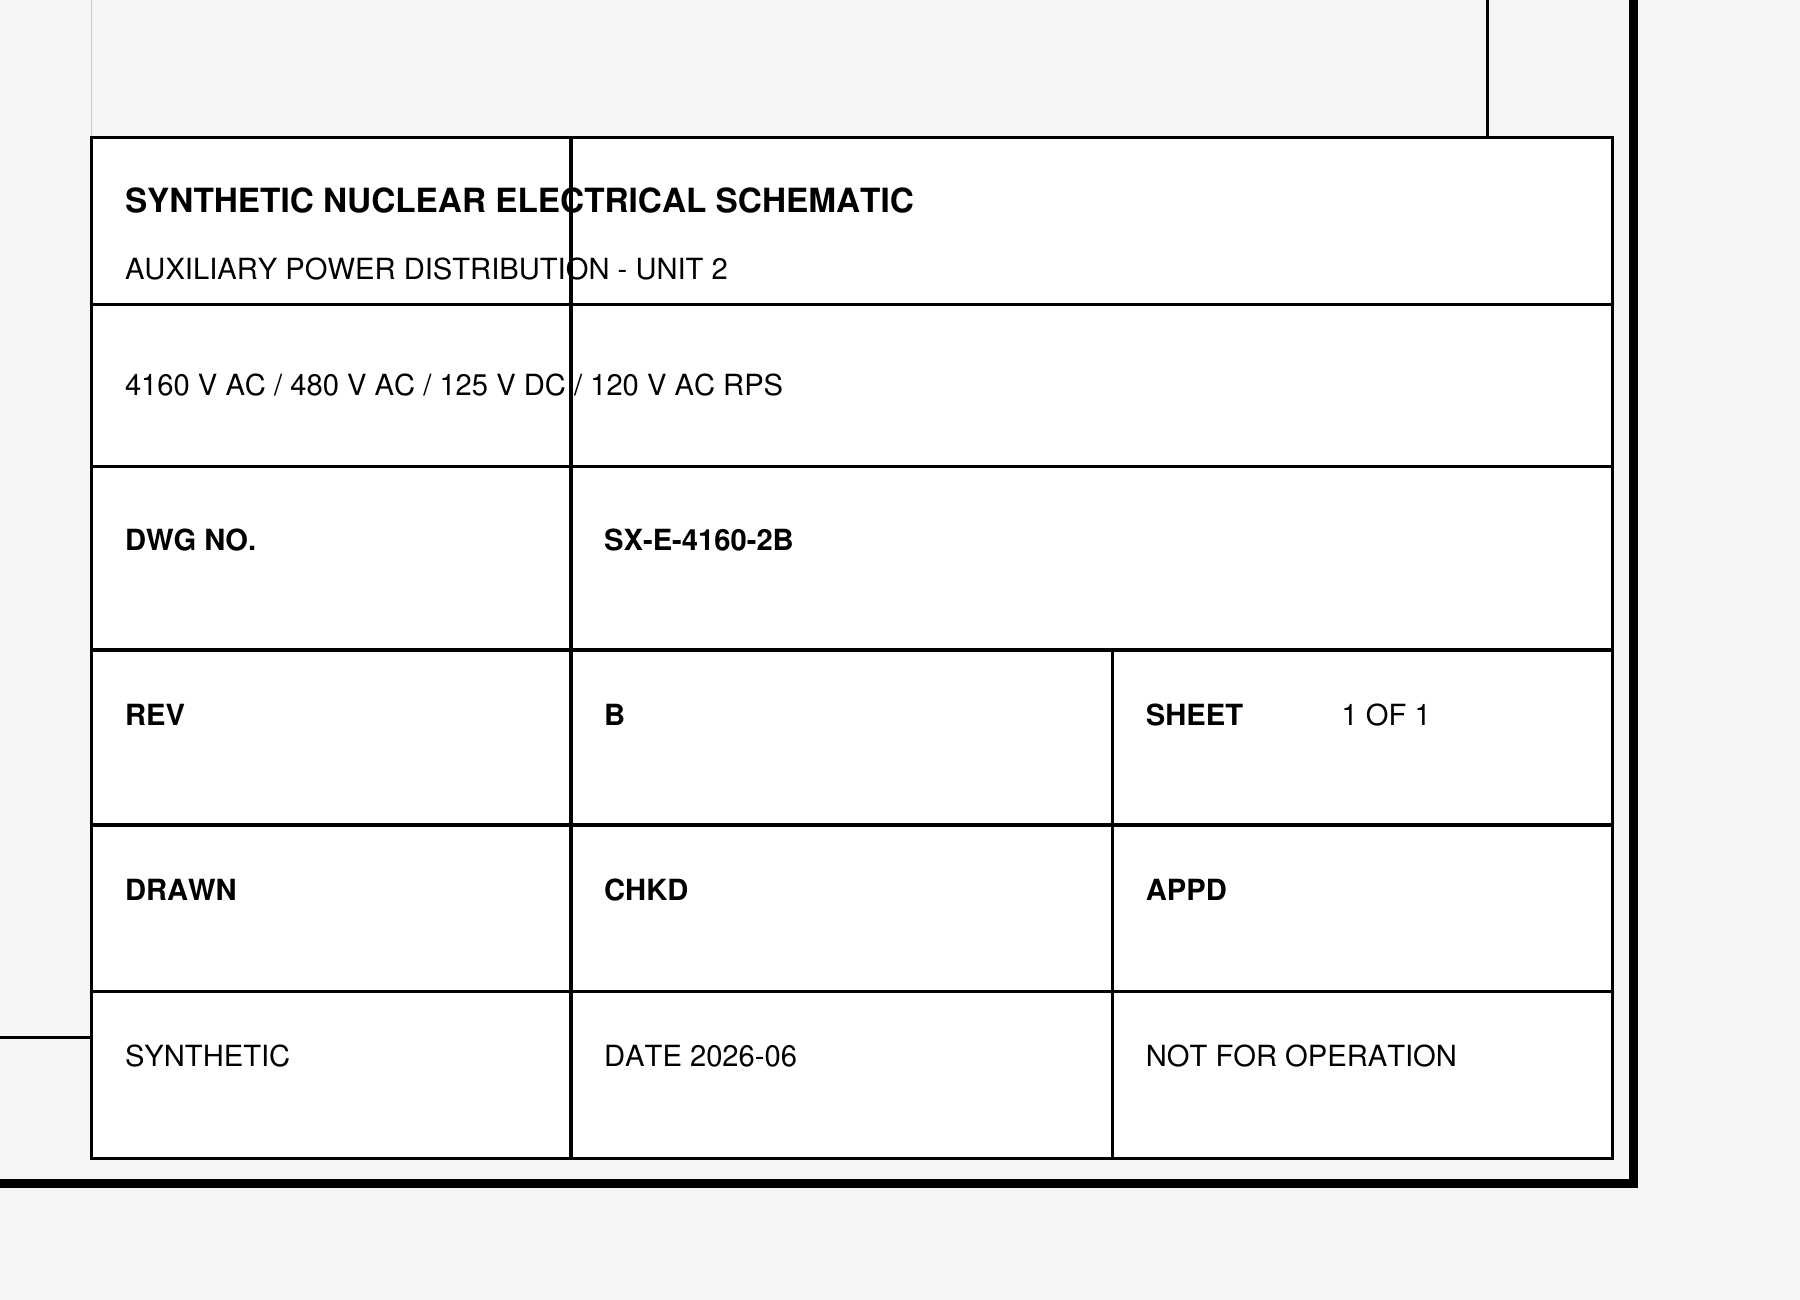 SYNTHETIC NUCLEAR ELECTRICAL SCHEMATIC
AUXILIARY POWER DISTRIBUTION - UNIT 2
4160 V AC / 480 V AC / 125 V DC / 120 V AC RPS
DWG NO. SX-E-4160-2B
REV B SHEET 1 OF 1
DRAWN CHKD APPD
SYNTHETIC DATE 2026-06 NOT FOR OPERATION